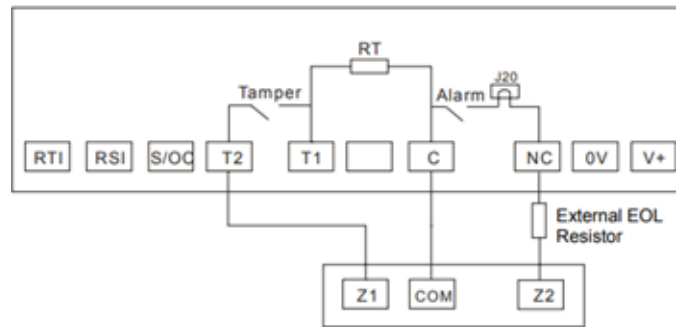 RT
J20
Tamper
Alarm
RTI RSI S/OC T2 T1 C NC 0V V+
External EOL
Resistor
Z1 COM Z2